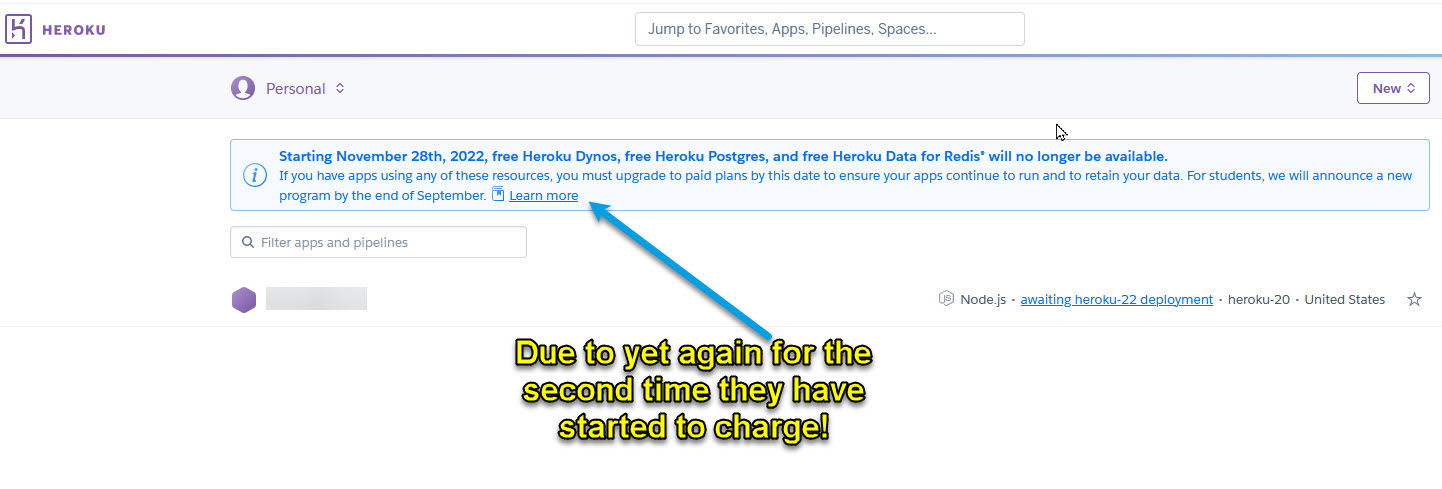 HEROKU
Jump to Favorites, Apps, Pipelines, Spaces...
Personal
New
Starting November 28th, 2022, free Heroku Dynos, free Heroku Postgres, and free Heroku Data for Redis® will no longer be available.
If you have apps using any of these resources, you must upgrade to paid plans by this date to ensure your apps continue to run and to retain your data. For students, we will announce a new
program by the end of September. Learn more
Filter apps and pipelines
Node.js · awaiting heroku-22 deployment · heroku-20 · United States
Due to yet again for the
second time they have
started to charge!